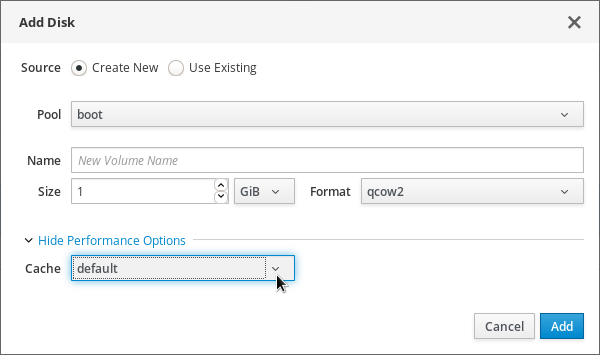 Add Disk
Source Create New Use Existing
Pool boot
Name New Volume Name
Size 1 GiB Format qcow2
Hide Performance Options
Cache default
Cancel Add